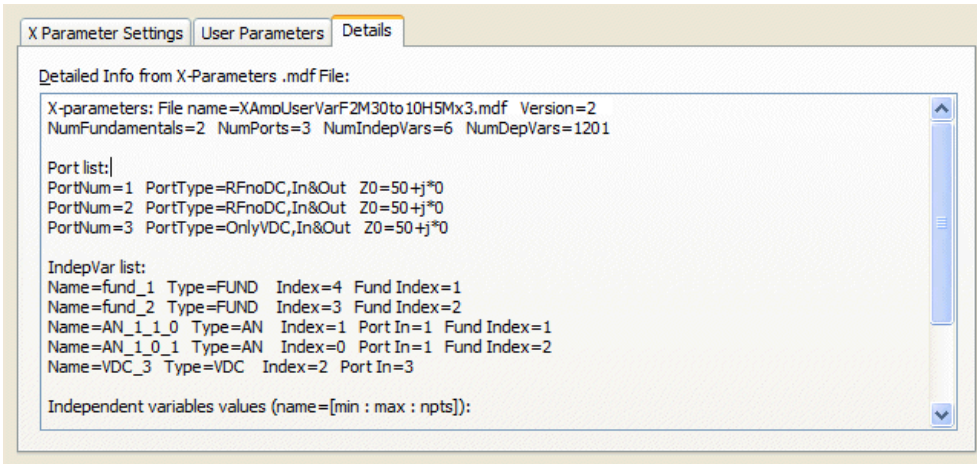 X Parameter Settings
User Parameters
Details
Detailed Info from X-Parameters .mdf File:
X-parameters: File name=XAmpUserVarF2M30to10H5Mx3.mdf Version=2
NumFundamentals=2 NumPorts=3 NumIndepVars=6 NumDepVars=1201
Port list:
PortNum=1 PortType=RFnoDC,In&Out Z0=50+j*0
PortNum=2 PortType=RFnoDC,In&Out Z0=50+j*0
PortNum=3 PortType=OnlyVDC,In&Out Z0=50+j*0
IndepVar list:
Name=fund_1 Type=FUND Index=4 Fund Index=1
Name=fund_2 Type=FUND Index=3 Fund Index=2
Name=AN_1_1_0 Type=AN Index=1 Port In=1 Fund Index=1
Name=AN_1_0_1 Type=AN Index=0 Port In=1 Fund Index=2
Name=VDC_3 Type=VDC Index=2 Port In=3
Independent variables values (name=[min : max : npts]):